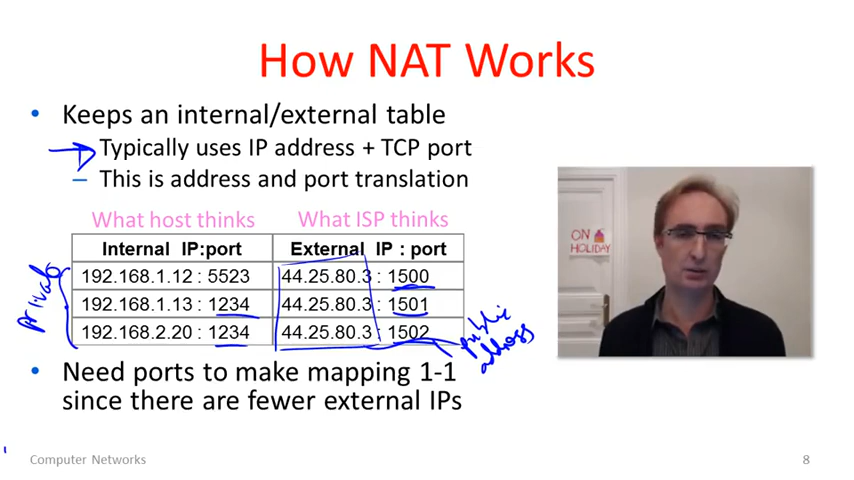 How NAT Works
• Keeps an internal/external table
Typically uses IP address + TCP port
– This is address and port translation
What host thinks What ISP thinks
Internal IP:port External IP : port
192.168.1.12 : 5523 44.25.80.3 : 1500
192.168.1.13 : 1234 44.25.80.3 : 1501
192.168.2.20 : 1234 44.25.80.3 : 1502
private
public
address
• Need ports to make mapping 1-1
since there are fewer external IPs
ON
HOLIDAY
Computer Networks 8